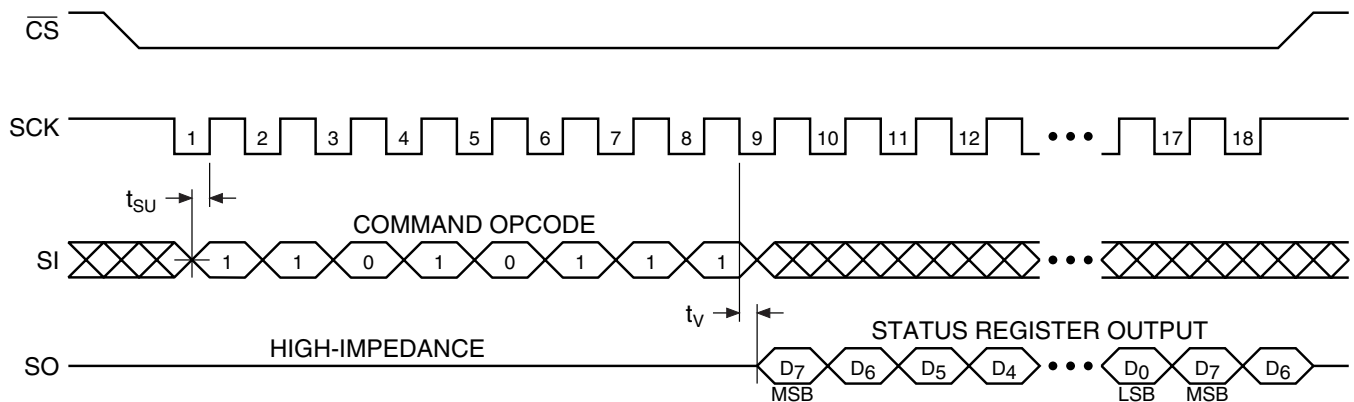 CS
SCK 1 2 3 4 5 6 7 8 9 10 11 12 ••• 17 18
tSU
COMMAND OPCODE
SI 1 1 0 1 0 1 1 1 •••
tV
HIGH-IMPEDANCE STATUS REGISTER OUTPUT
SO D7 D6 D5 D4 ••• D0 D7 D6
MSB LSB MSB